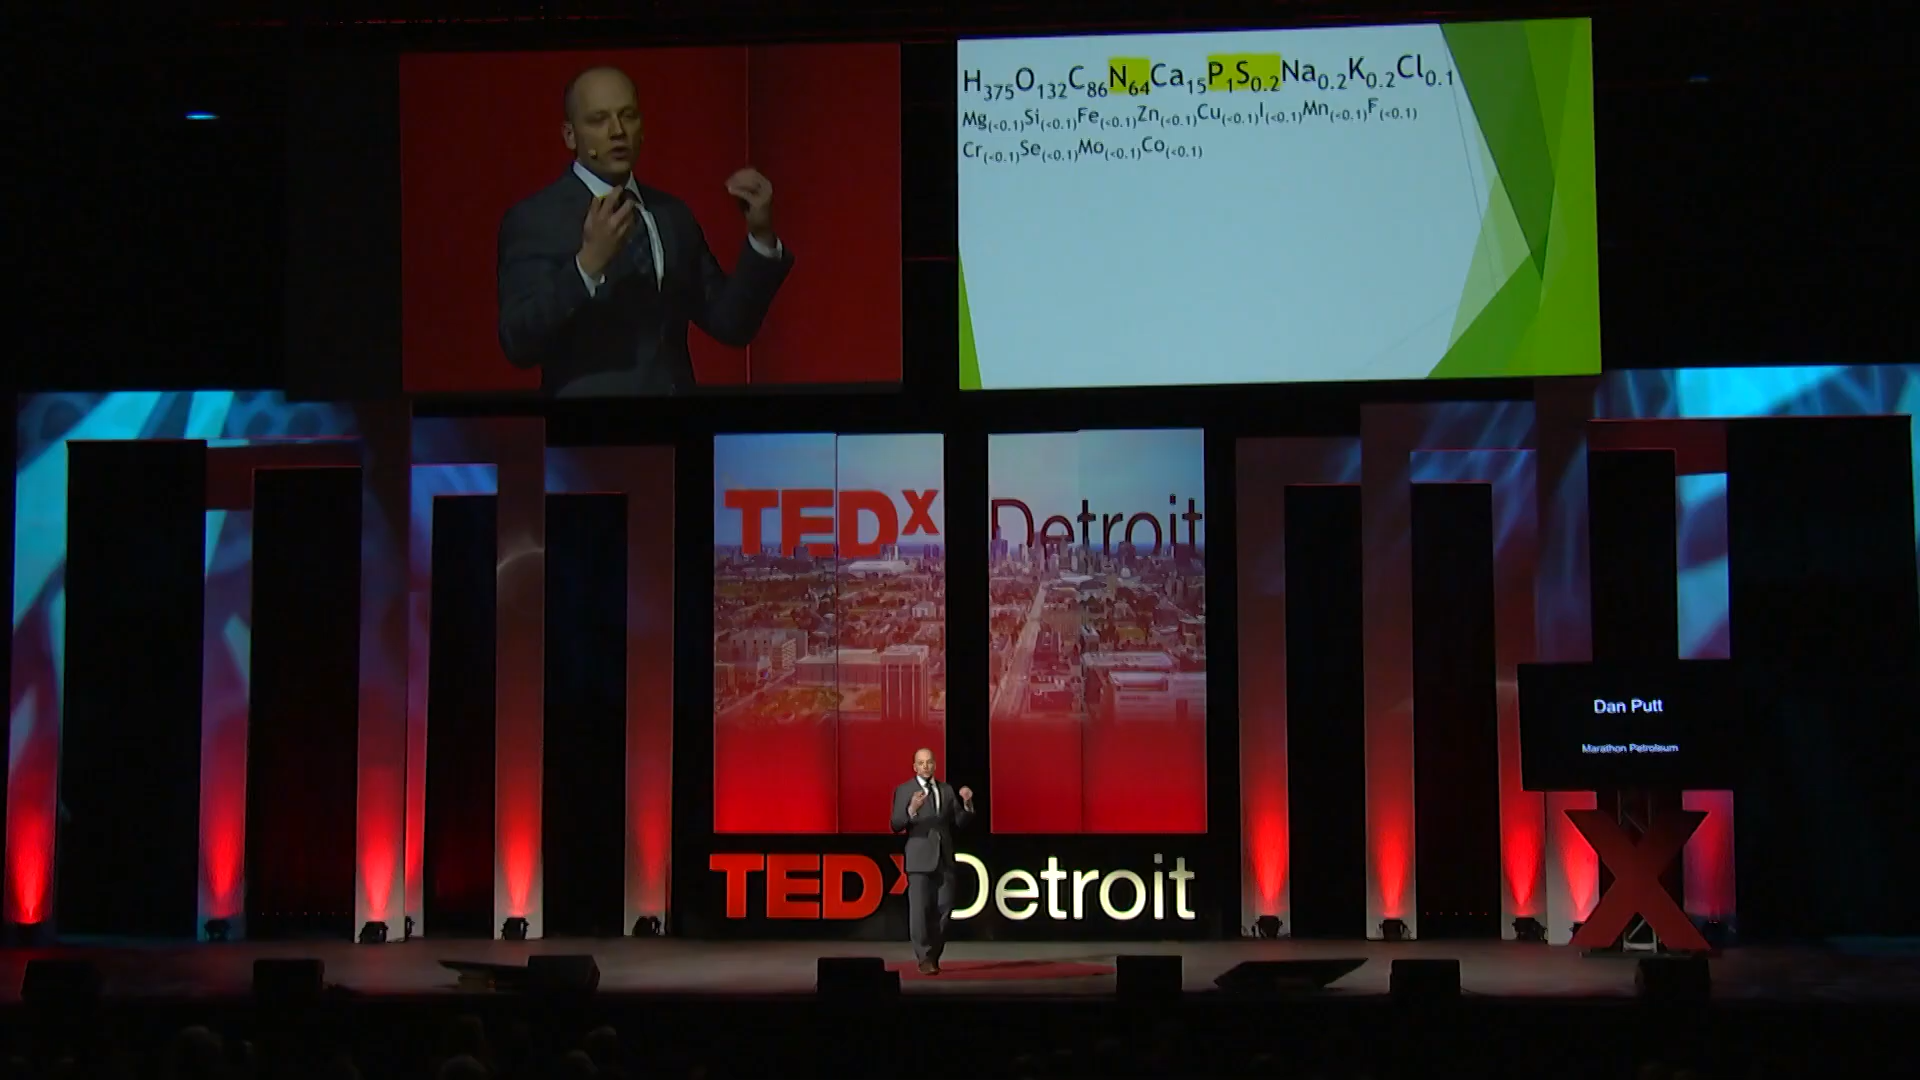 H₃₇₅O₁₃₂C₈₆N₆₄Ca₁₅P₁S₀.₂Na₀.₂K₀.₂Cl₀.₁
Mg₍<₀.₁₎Si₍<₀.₁₎Fe₍<₀.₁₎Zn₍<₀.₁₎Cu₍<₀.₁₎I₍<₀.₁₎Mn₍<₀.₁₎F₍<₀.₁₎
Cr₍<₀.₁₎Se₍<₀.₁₎Mo₍<₀.₁₎Co₍<₀.₁₎
TEDx Detroit
Dan Putt
Marathon Petroleum
TEDx Detroit
X